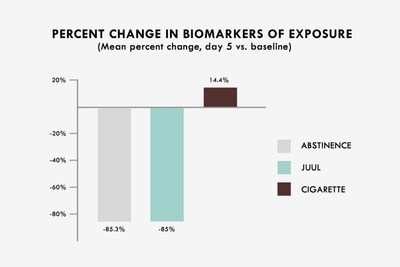 PERCENT CHANGE IN BIOMARKERS OF EXPOSURE
(Mean percent change, day 5 vs. baseline)
20%
14.4%
-20%
-40%
-60%
-80%
-85.3%
-85%
ABSTINENCE
JUUL
CIGARETTE